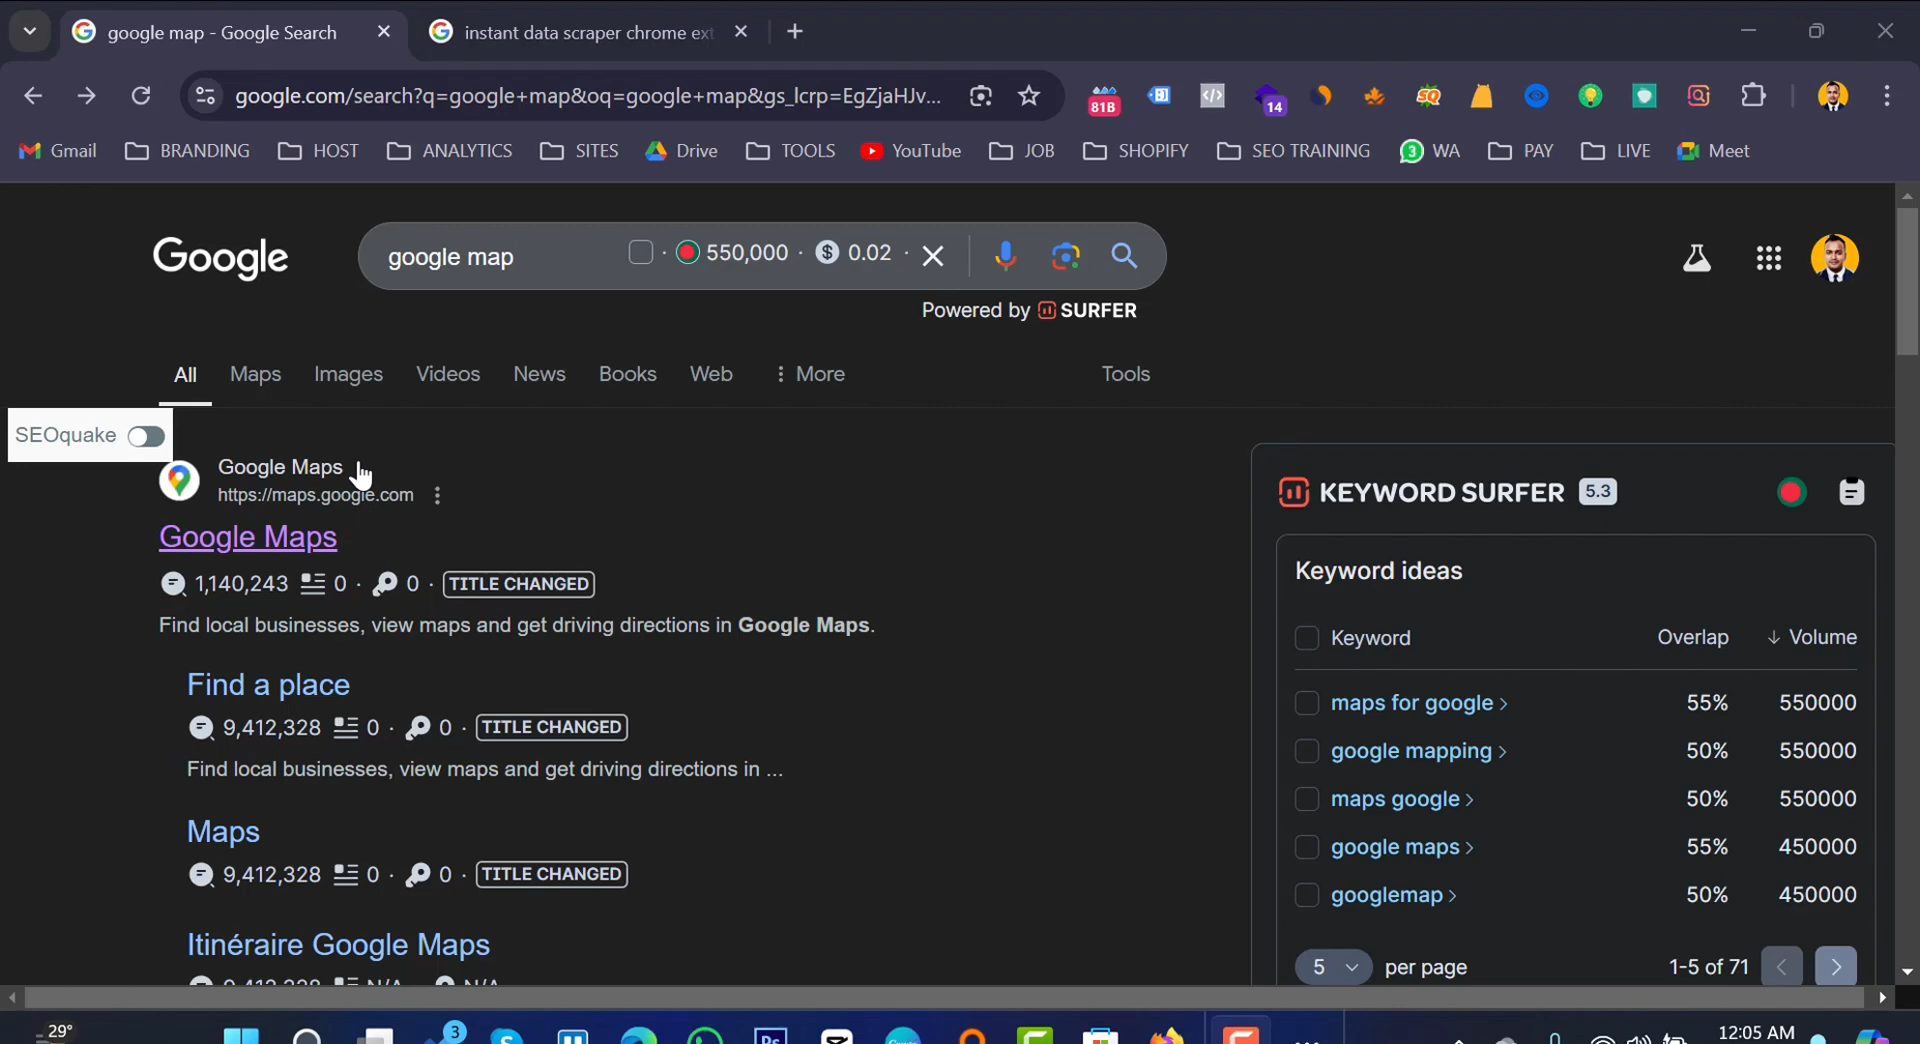 google map - Google Search
instant data scraper chrome ext
google.com/search?q=google+map&oq=google+map&gs_lcrp=EgZjaHJv...
81B
14
Gmail BRANDING HOST ANALYTICS SITES Drive TOOLS YouTube JOB SHOPIFY SEO TRAINING 3 WA PAY LIVE Meet
Google
google map · 550,000 · $ 0.02 ·
Powered by SURFER
All Maps Images Videos News Books Web More Tools
SEOquake
Google Maps
https://maps.google.com
Google Maps
1,140,243 0 · 0 · TITLE CHANGED
Find local businesses, view maps and get driving directions in Google Maps.
Find a place
9,412,328 0 · 0 · TITLE CHANGED
Find local businesses, view maps and get driving directions in ...
Maps
9,412,328 0 · 0 · TITLE CHANGED
Itinéraire Google Maps
9,412,328 N/A N/A
KEYWORD SURFER 5.3
Keyword ideas
Keyword Overlap Volume
maps for google > 55% 550000
google mapping > 50% 550000
maps google > 50% 550000
google maps > 55% 450000
googlemap > 50% 450000
5 per page 1-5 of 71
29°
3
Ps
12:05 AM